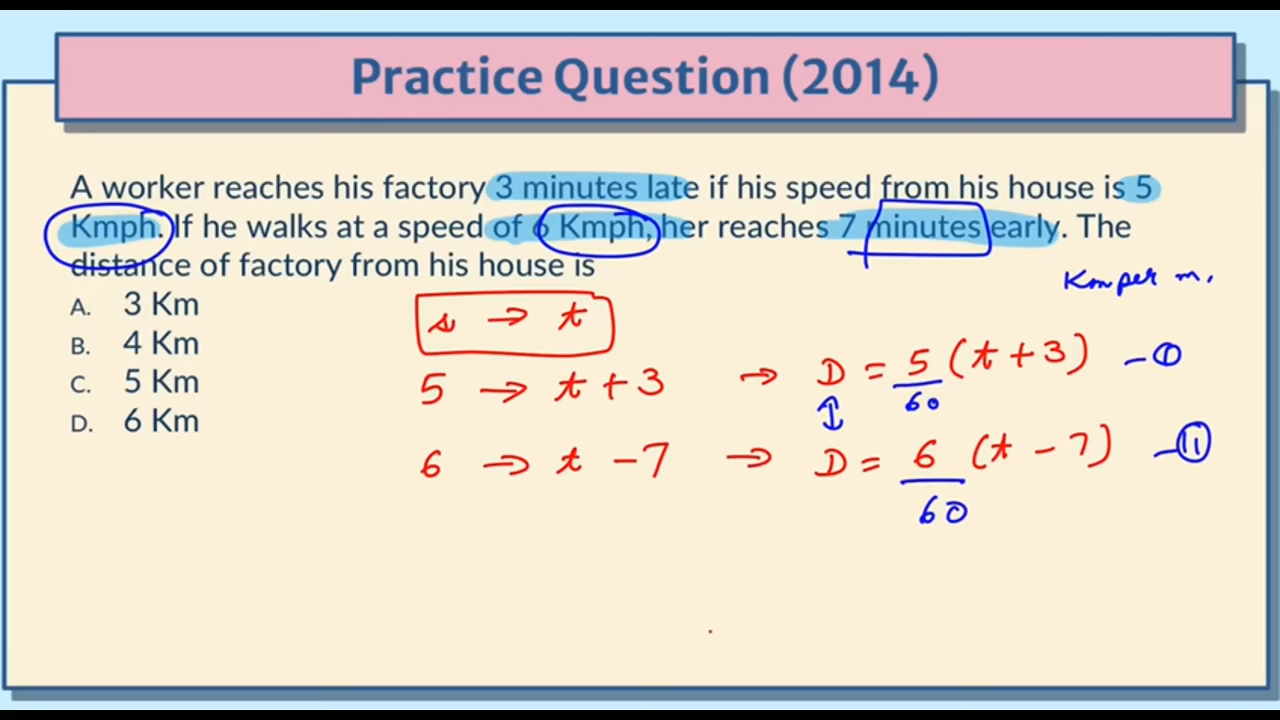 Practice Question (2014)
A worker reaches his factory 3 minutes late if his speed from his house is 5
Kmph. If he walks at a speed of 6 Kmph, her reaches 7 minutes early. The
distance of factory from his house is
A. 3 Km
B. 4 Km
C. 5 Km
D. 6 Km
Km per m.
s → t
5 → t + 3 → D = 5/60 (t + 3) - ①
6 → t - 7 → D = 6/60 (t - 7) - ⑪